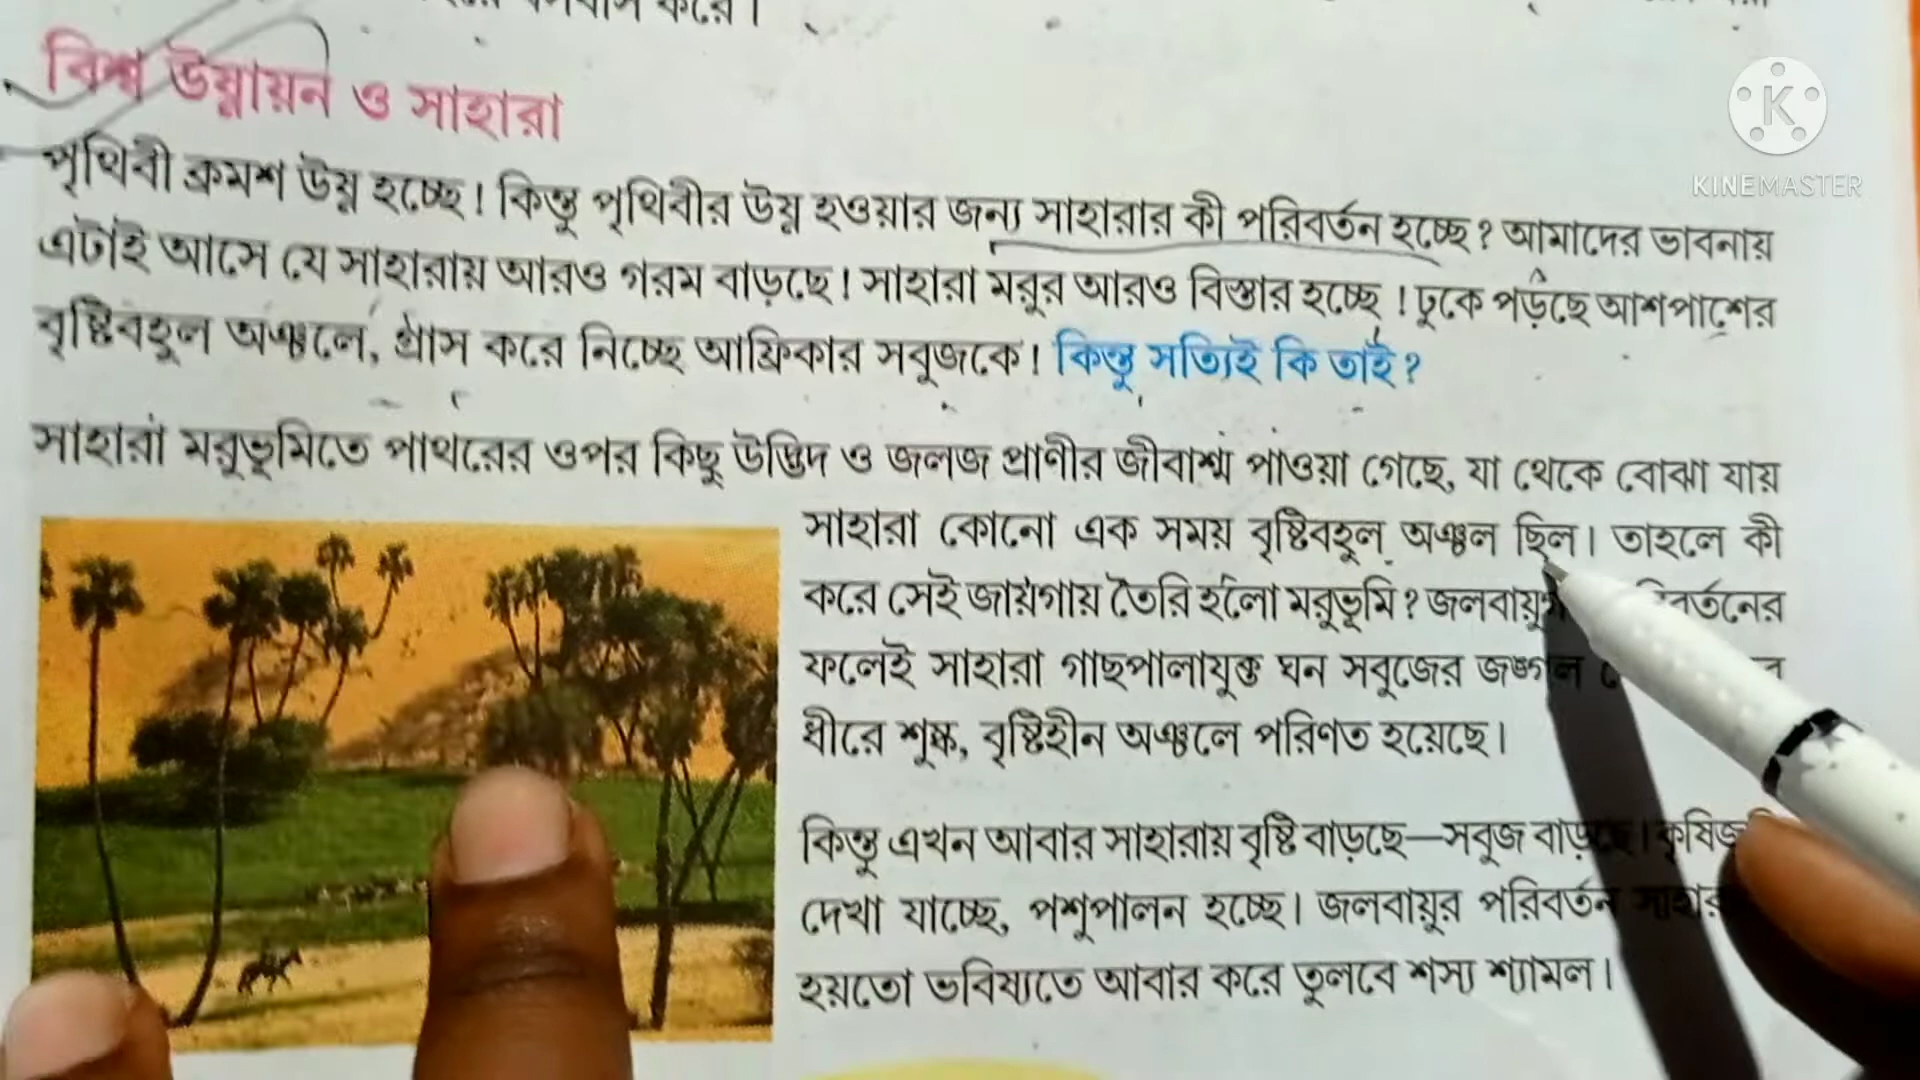 করে।
বিশ্ব উষ্ণায়ন ও সাহারা
KINEMASTER
পৃথিবী ক্রমশ উষ্ণ হচ্ছে! কিন্তু পৃথিবীর উষ্ণ হওয়ার জন্য সাহারার কী পরিবর্তন হচ্ছে? আমাদের ভাবনায়
এটাই আসে যে সাহারায় আরও গরম বাড়ছে! সাহারা মরুর আরও বিস্তার হচ্ছে! ঢুকে পড়ছে আশপাশের
বৃষ্টিবহুল অঞ্চলে, গ্রাস করে নিচ্ছে আফ্রিকার সবুজকে! কিন্তু সত্যিই কি তাই?
সাহারা মরুভূমিতে পাথরের ওপর কিছু উদ্ভিদ ও জলজ প্রাণীর জীবাশ্ম পাওয়া গেছে, যা থেকে বোঝা যায়
সাহারা কোনো এক সময় বৃষ্টিবহুল অঞ্চল ছিল। তাহলে কী
করে সেই জায়গায় তৈরি হলো মরুভূমি? জলবায়ুগ
ফলেই সাহারা গাছপালাযুক্ত ঘন সবুজের জঙ্গল
ধীরে শুষ্ক, বৃষ্টিহীন অঞ্চলে পরিণত হয়েছে।
কিন্তু এখন আবার সাহারায় বৃষ্টি বাড়ছে—সবুজ বাড়ছে।
দেখা যাচ্ছে, পশুপালন হচ্ছে। জলবায়ুর পরিবর্তন
হয়তো ভবিষ্যতে আবার করে তুলবে শস্য শ্যামল।